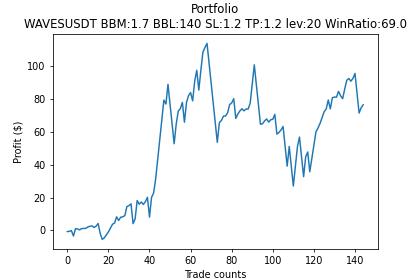 Portfolio
WAVESUSDT BBM:1.7 BBL:140 SL:1.2 TP:1.2 lev:20 WinRatio:69.0
100
80
60
40
20
0
Profit ($)
0 20 40 60 80 100 120 140
Trade counts